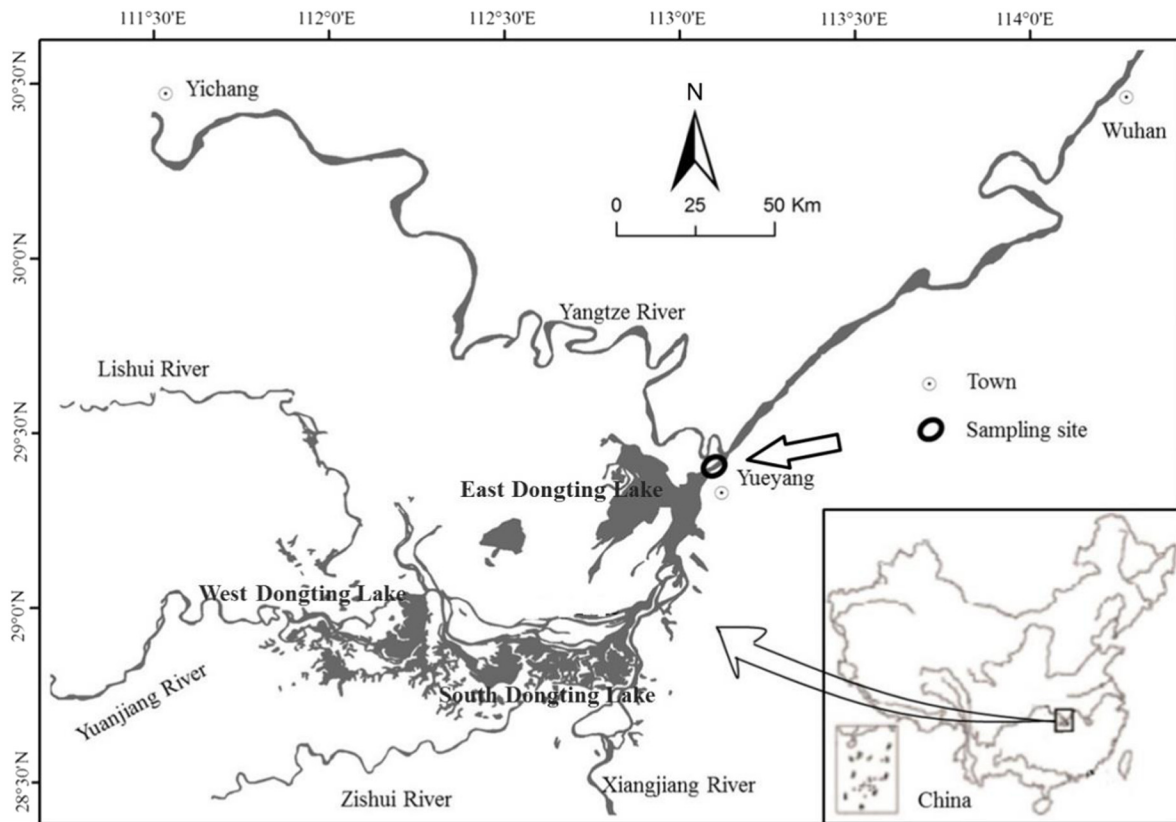 111°30'E 112°0'E 112°30'E 113°0'E 113°30'E 114°0'E
30°30'N
30°0'N
29°30'N
29°0'N
28°30'N
Yichang
N
Wuhan
0 25 50 Km
Yangtze River
Lishui River
Town
Sampling site
Yueyang
East Dongting Lake
West Dongting Lake
South Dongting Lake
Yuanjiang River
Zishui River
Xiangjiang River
China